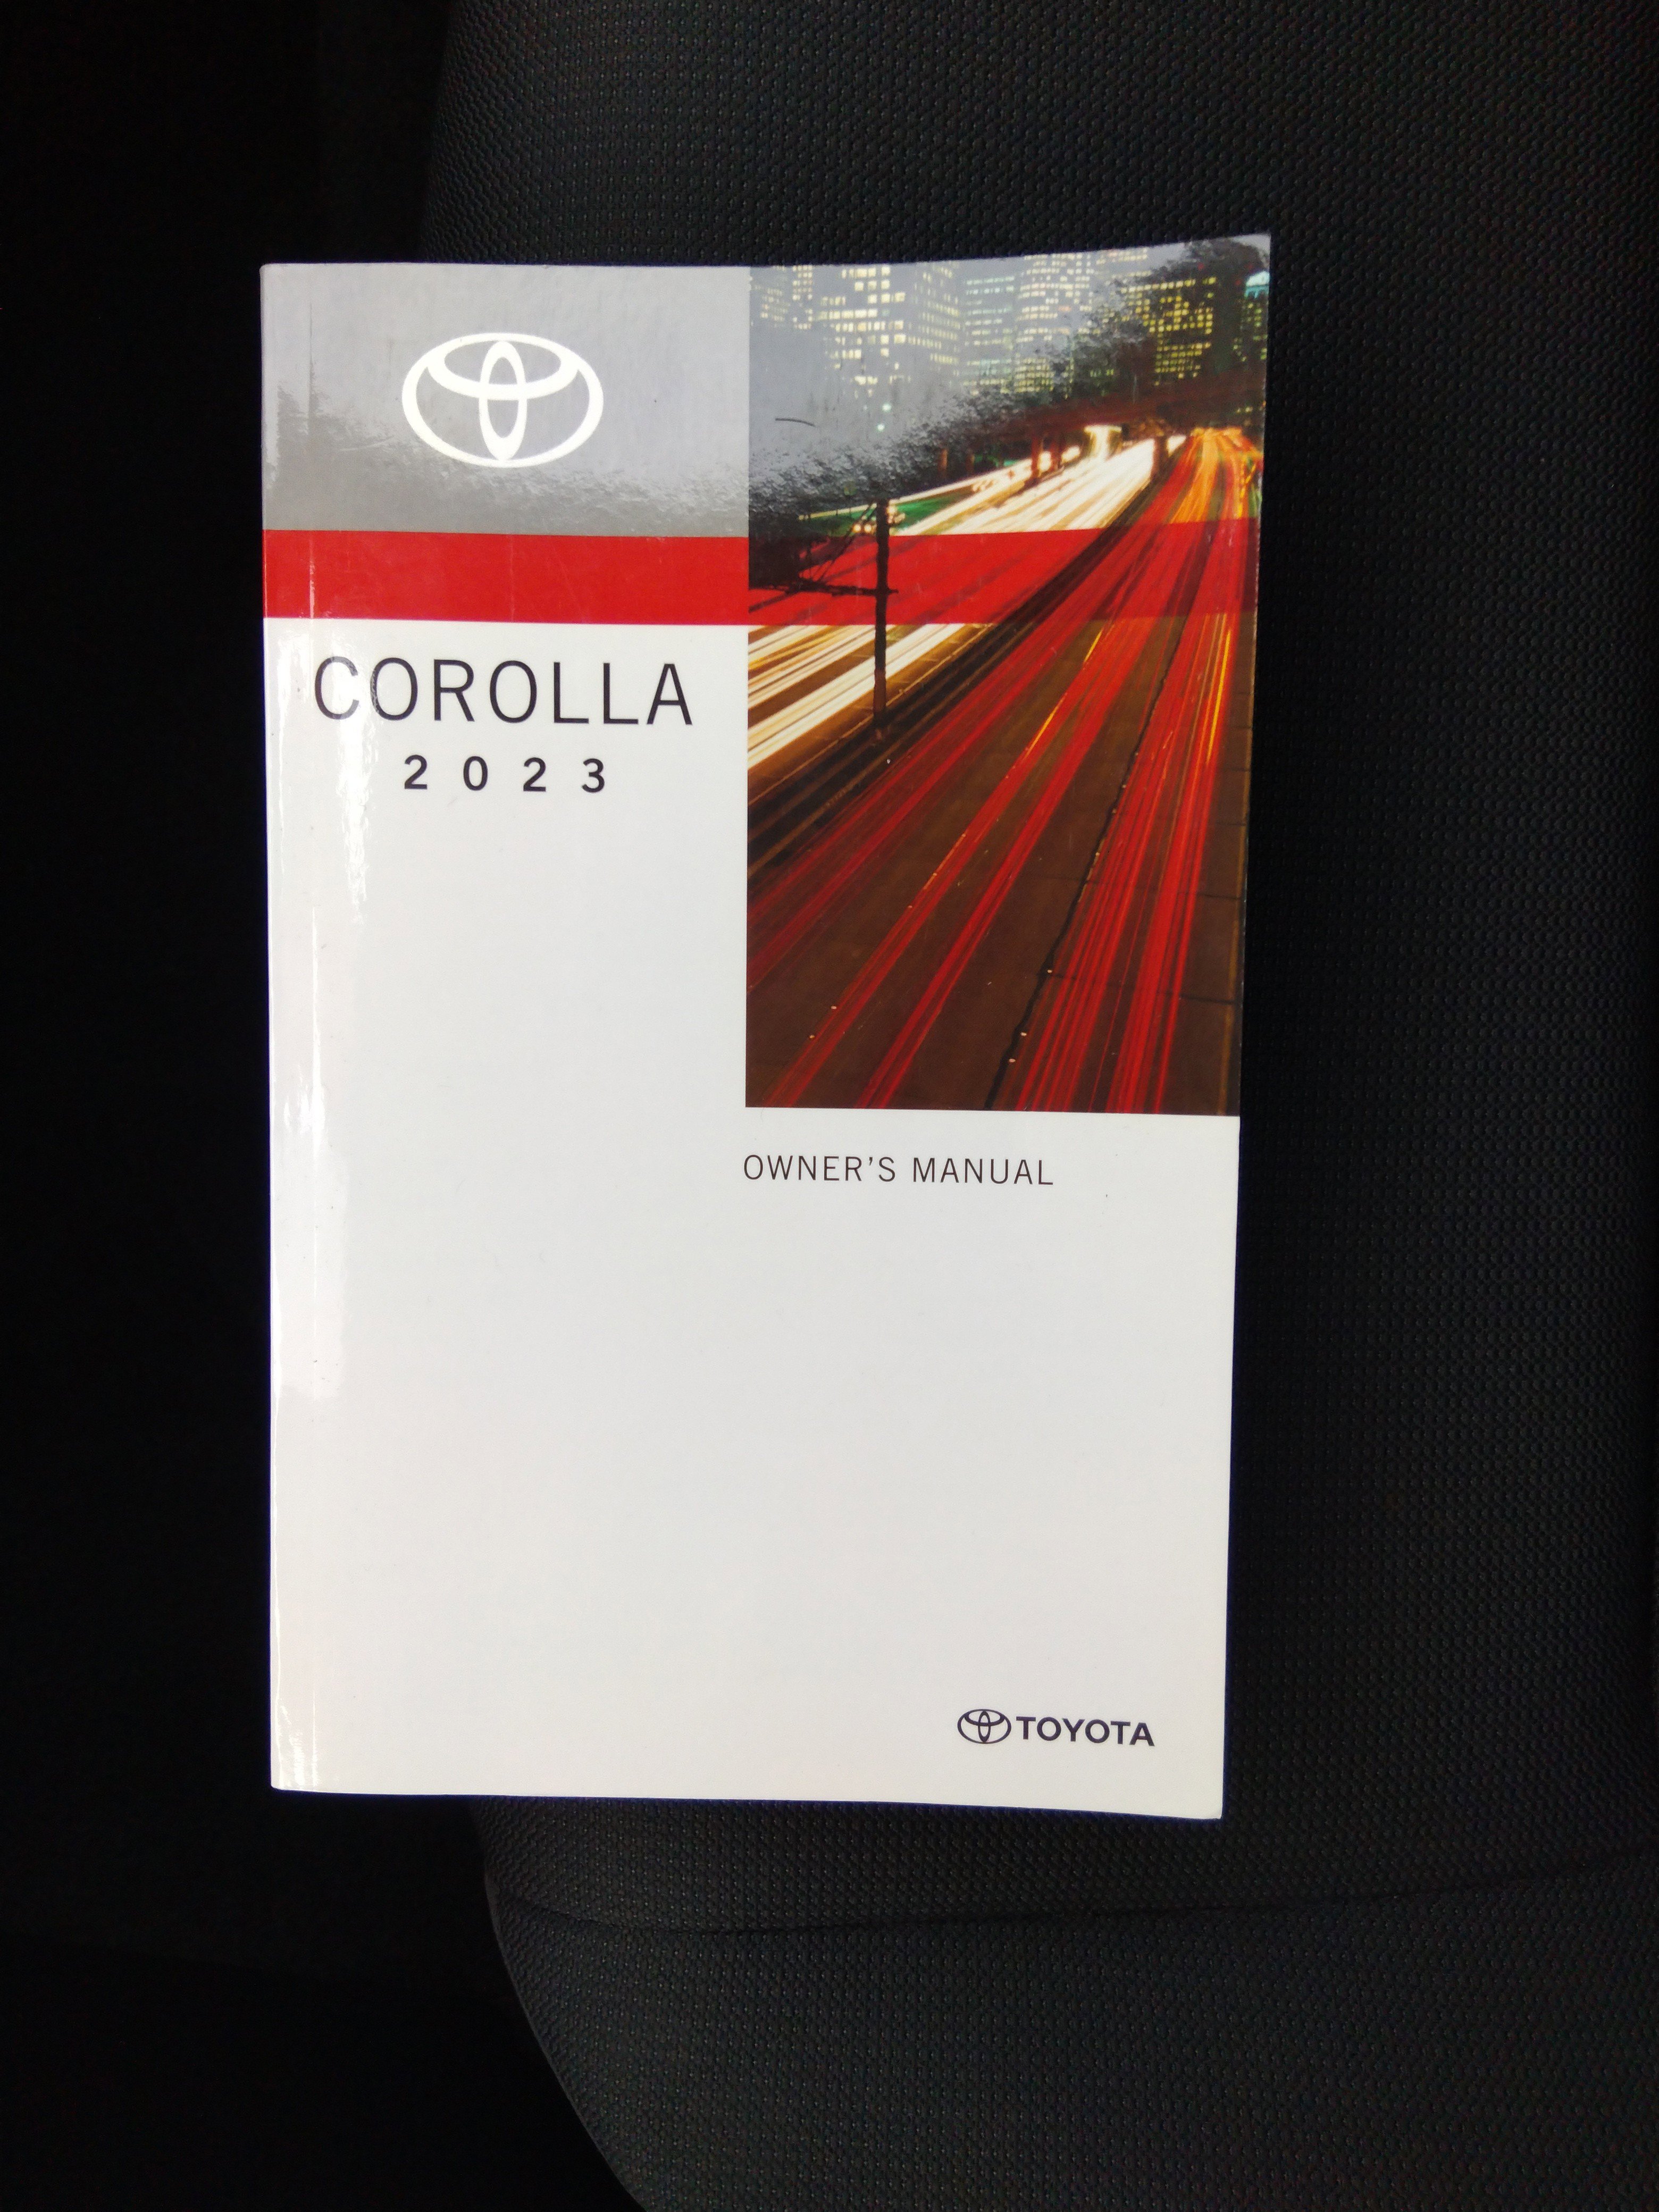 COROLLA
2023
OWNER'S MANUAL
TOYOTA